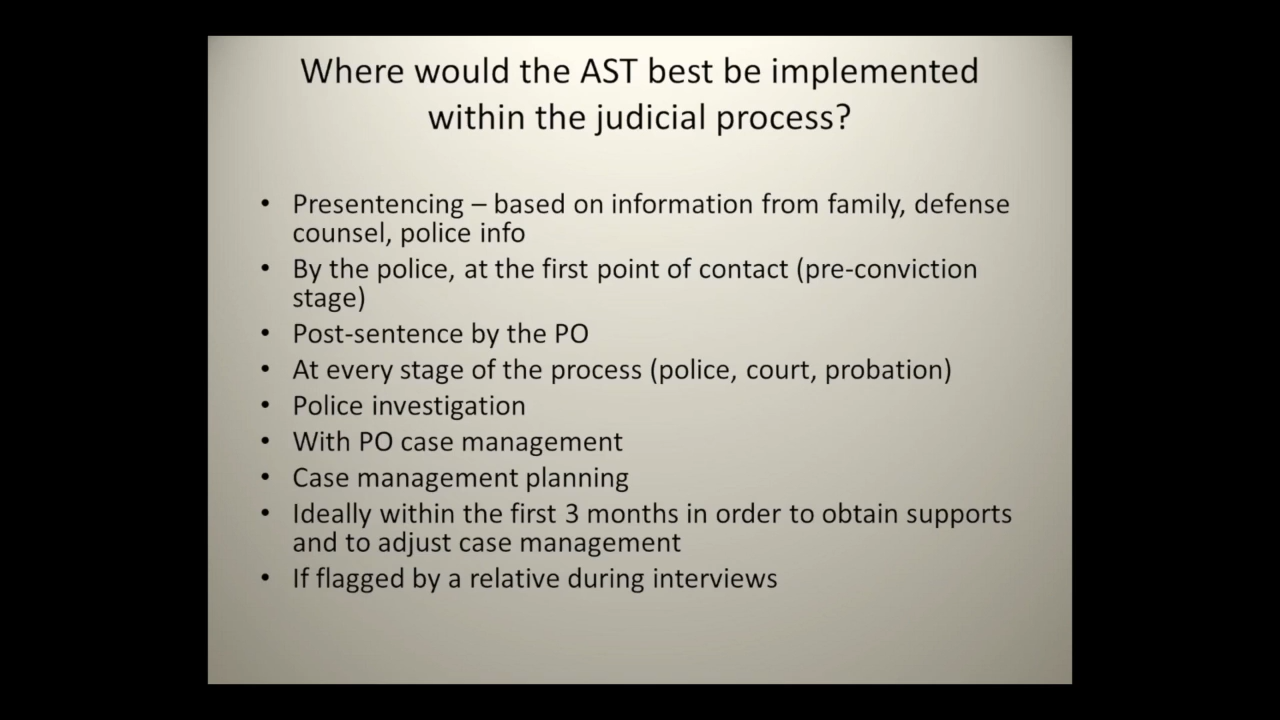 Where would the AST best be implemented
within the judicial process?
• Presentencing – based on information from family, defense
counsel, police info
• By the police, at the first point of contact (pre-conviction
stage)
• Post-sentence by the PO
• At every stage of the process (police, court, probation)
• Police investigation
• With PO case management
• Case management planning
• Ideally within the first 3 months in order to obtain supports
and to adjust case management
• If flagged by a relative during interviews